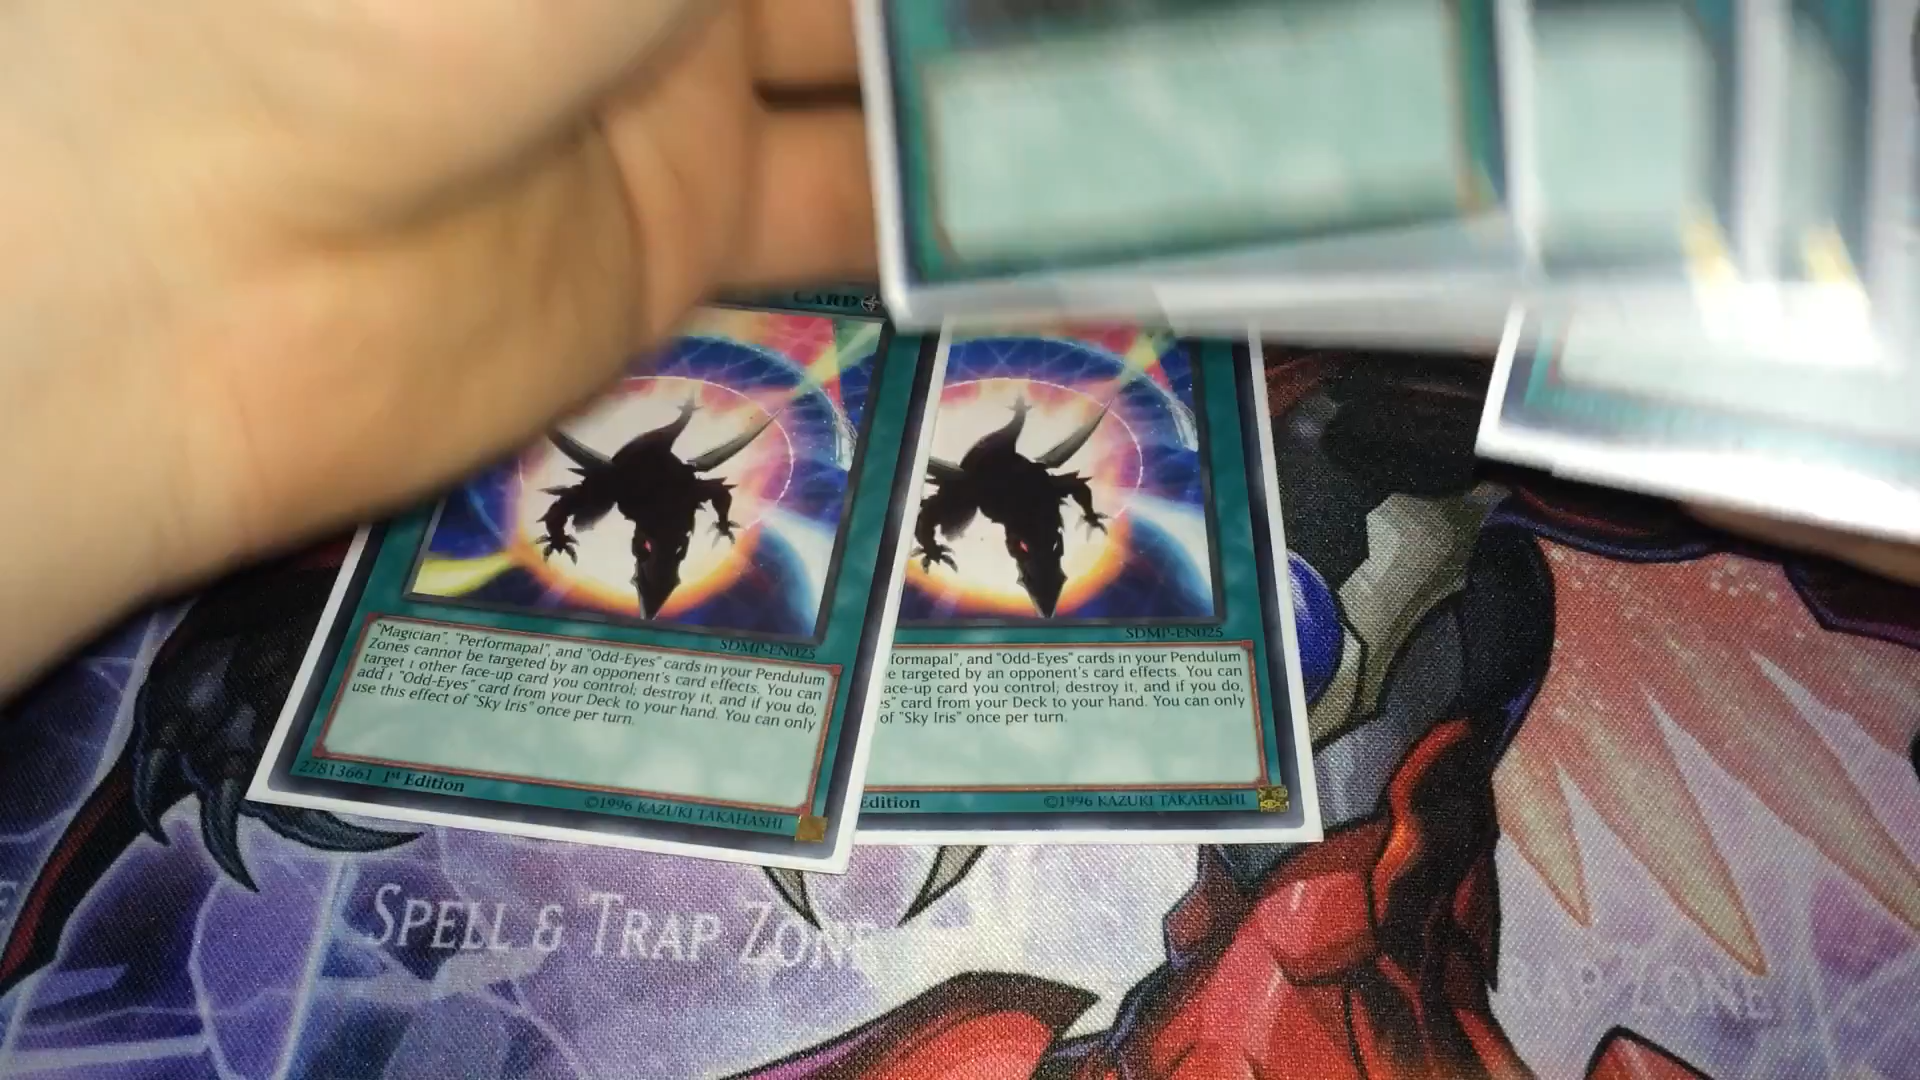 CARD
SDMP-EN025
"Magician", "Performapal", and "Odd-Eyes" cards in your Pendulum
Zones cannot be targeted by an opponent's card effects. You can
target 1 other face-up card you control; destroy it, and if you do,
add 1 "Odd-Eyes" card from your Deck to your hand. You can only
use this effect of "Sky Iris" once per turn.
27813661 1st Edition
©1996 KAZUKI TAKAHASHI
SDMP-EN025
formapal", and "Odd-Eyes" cards in your Pendulum
e targeted by an opponent's card effects. You can
ace-up card you control; destroy it, and if you do,
s" card from your Deck to your hand. You can only
of "Sky Iris" once per turn.
Edition
©1996 KAZUKI TAKAHASHI
SPELL & TRAP ZONE
RAP ZONE